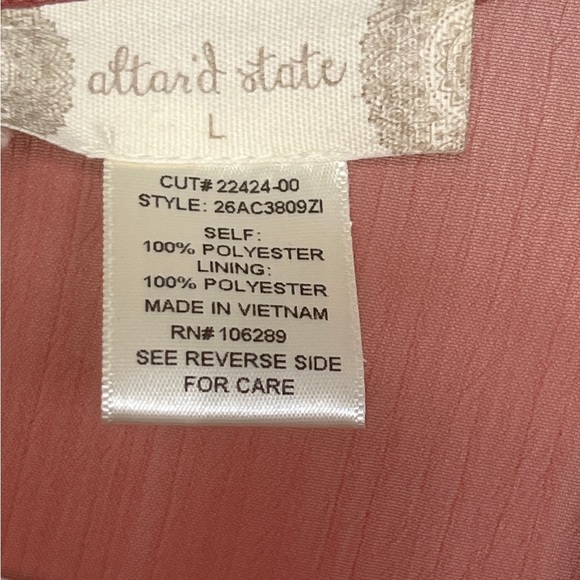 altar'd state
L
CUT# 22424-00
STYLE: 26AC3809ZI
SELF:
100% POLYESTER
LINING:
100% POLYESTER
MADE IN VIETNAM
RN# 106289
SEE REVERSE SIDE
FOR CARE